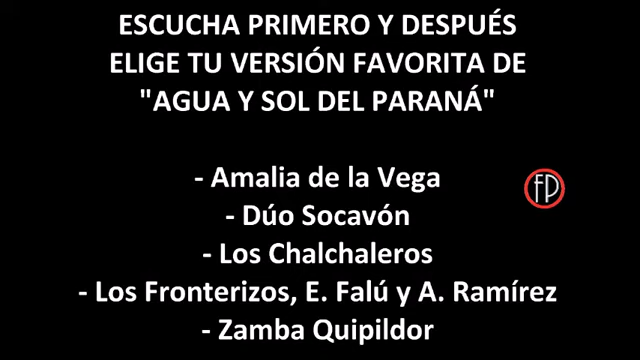 ESCUCHA PRIMERO Y DESPUÉS
ELIGE TU VERSIÓN FAVORITA DE
"AGUA Y SOL DEL PARANÁ"
- Amalia de la Vega
- Dúo Socavón
- Los Chalchaleros
- Los Fronterizos, E. Falú y A. Ramírez
- Zamba Quipildor
FP